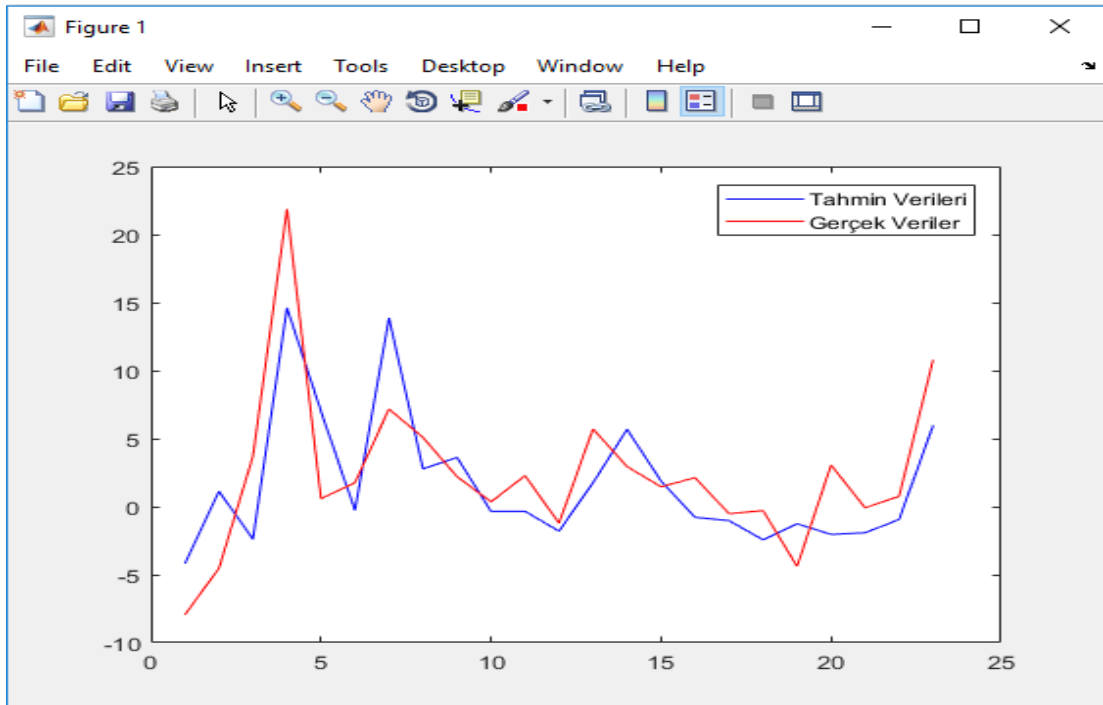 Figure 1
File Edit View Insert Tools Desktop Window Help
Tahmin Verileri
Gerçek Veriler
25
20
15
10
5
0
-5
-10
0 5 10 15 20 25